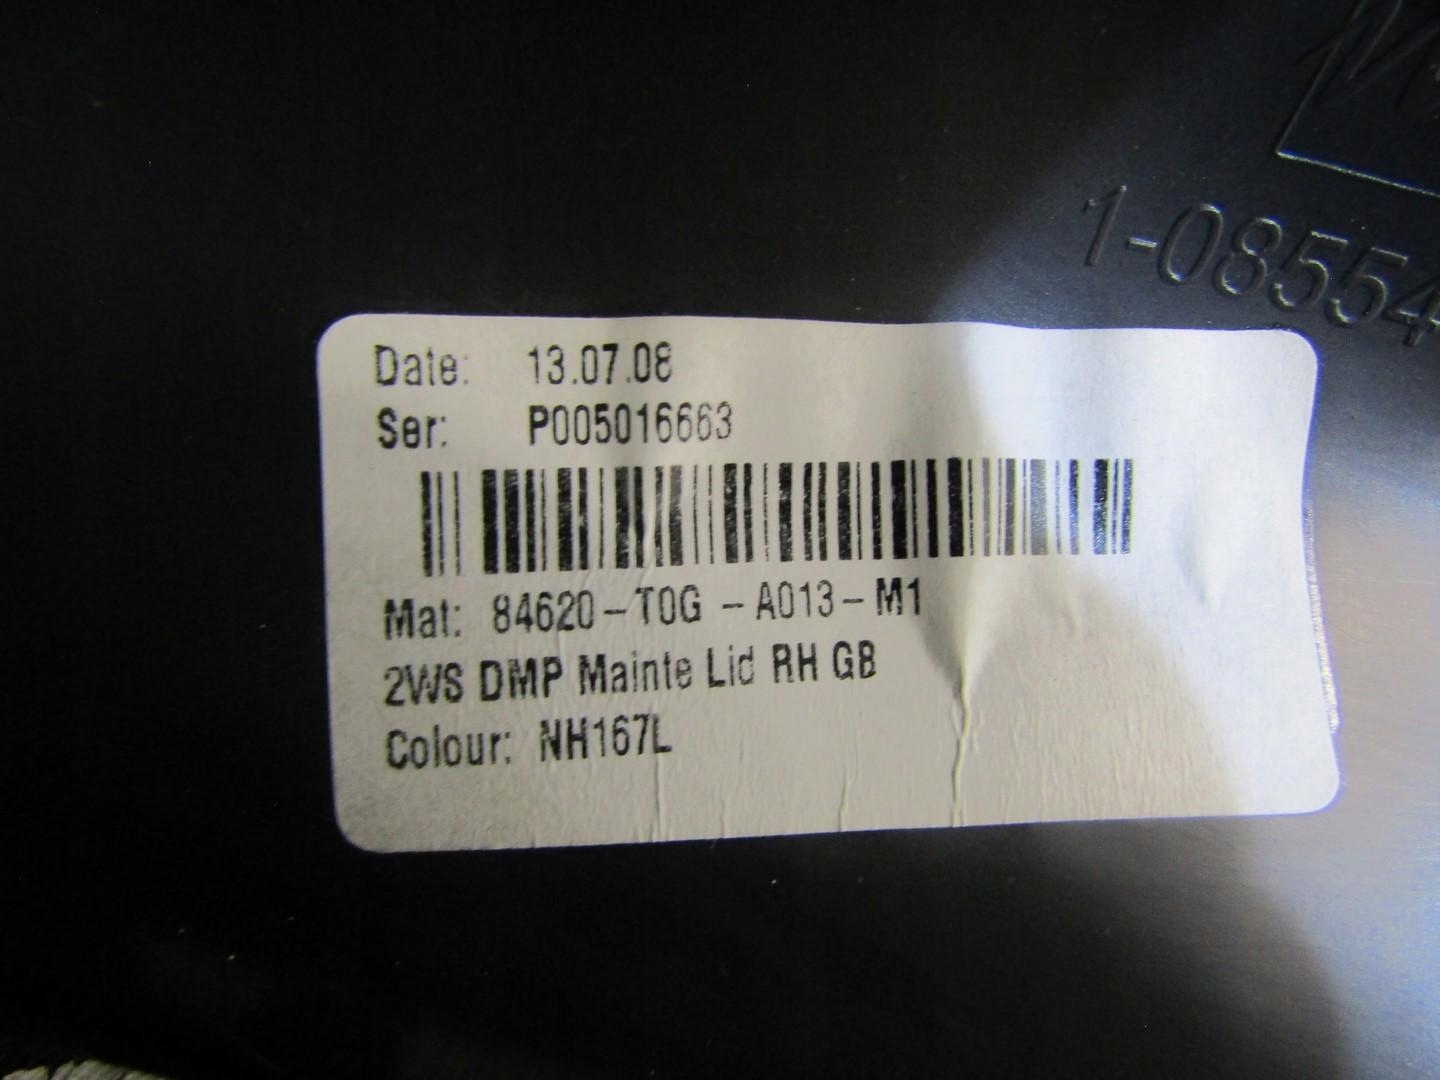 1-08554
Date: 13.07.08
Ser: P005016663
Mat: 84620-T0G -A013-M1
2WS DMP Mainte Lid RH GB
Colour: NH167L